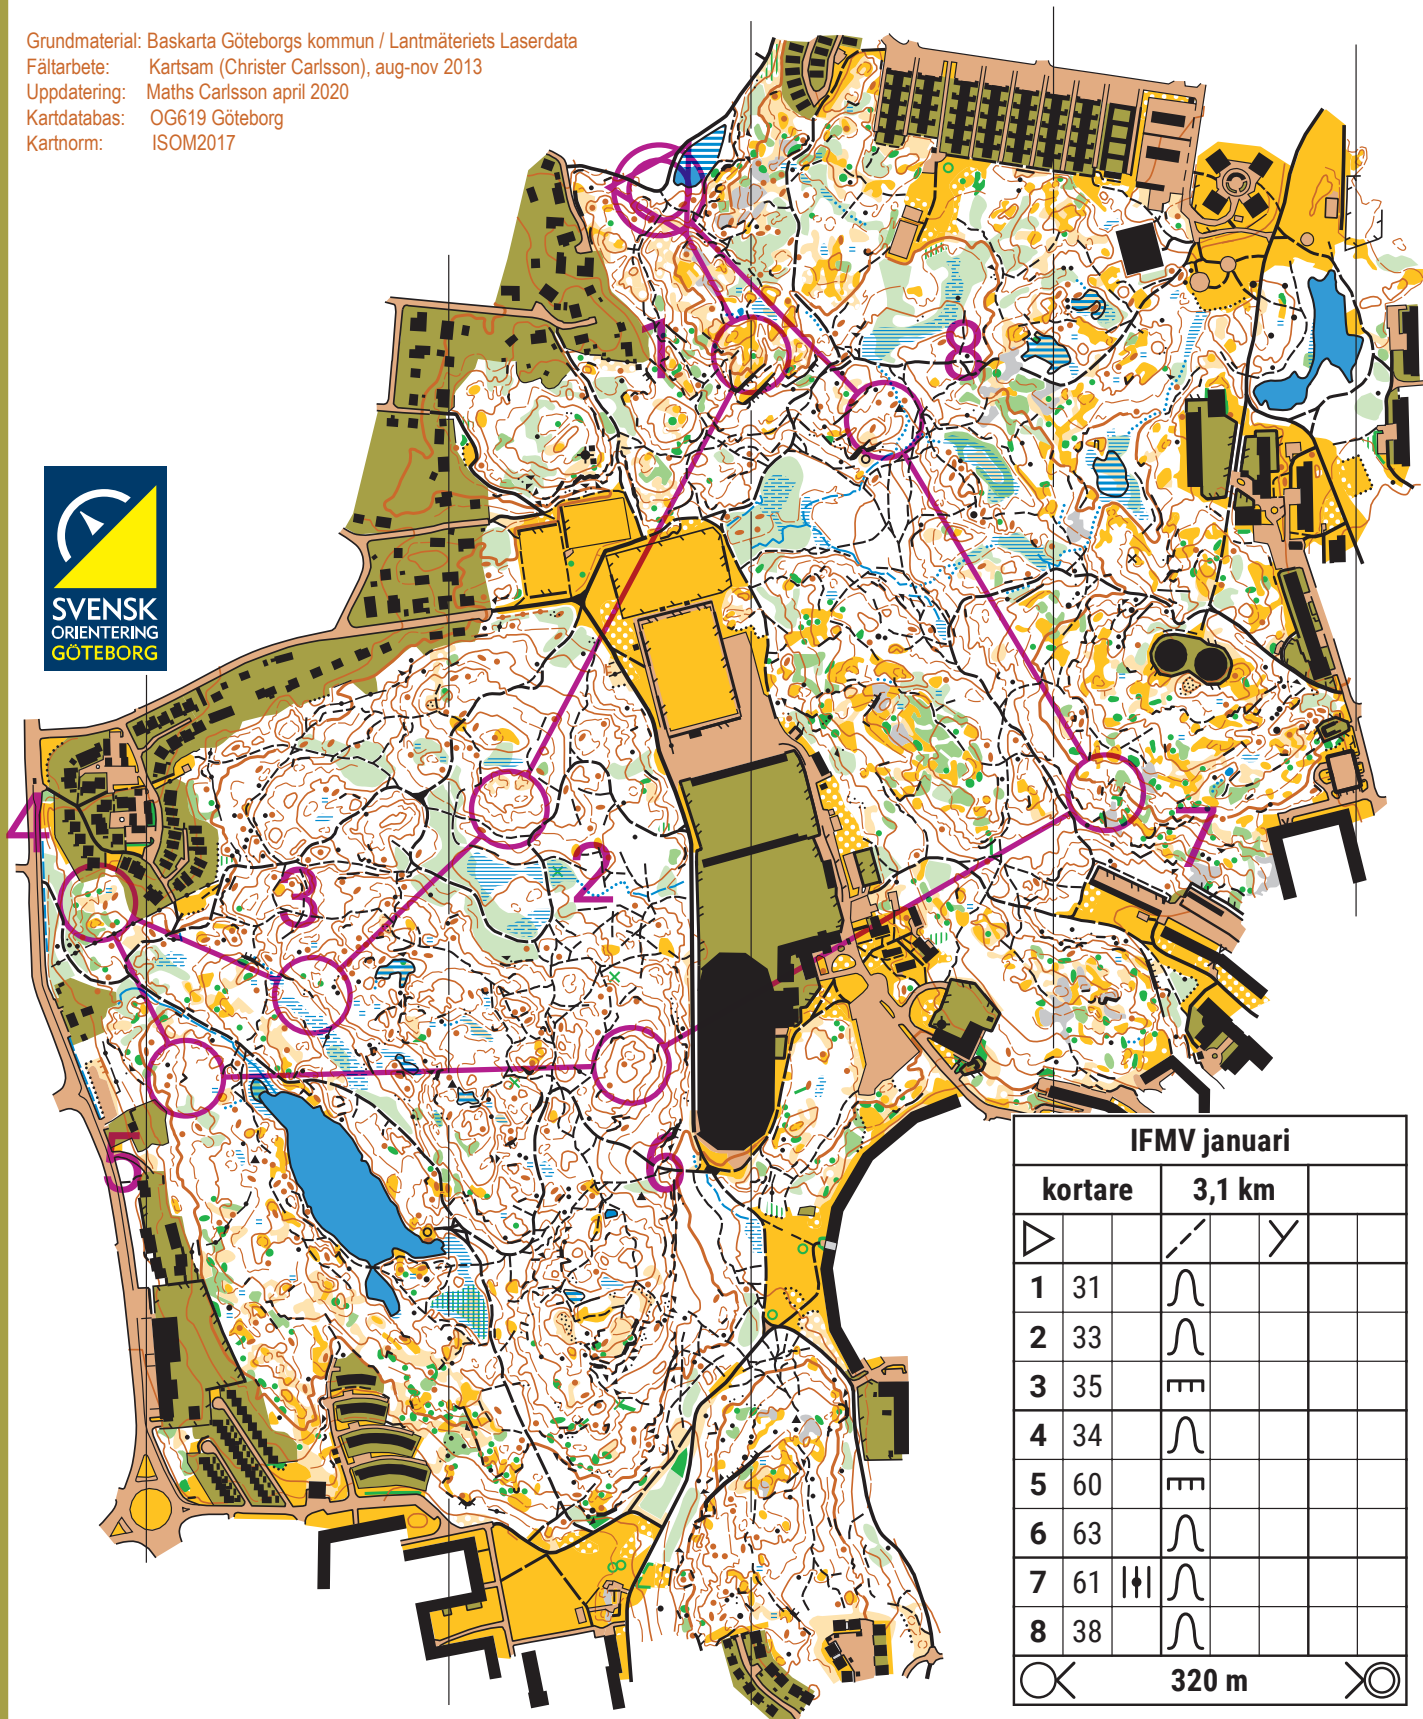 Grundmaterial: Baskarta Göteborgs kommun / Lantmäteriets Laserdata
Fältarbete: Kartsam (Christer Carlsson), aug-nov 2013
Uppdatering: Maths Carlsson april 2020
Kartdatabas: OG619 Göteborg
Kartnorm: ISOM2017
1
8
SVENSK
ORIENTERING
GÖTEBORG
4
7
2
3
5
6
IFMV januari
kortare 3,1 km
1 31
2 33
3 35
4 34
5 60
6 63
7 61
8 38
320 m